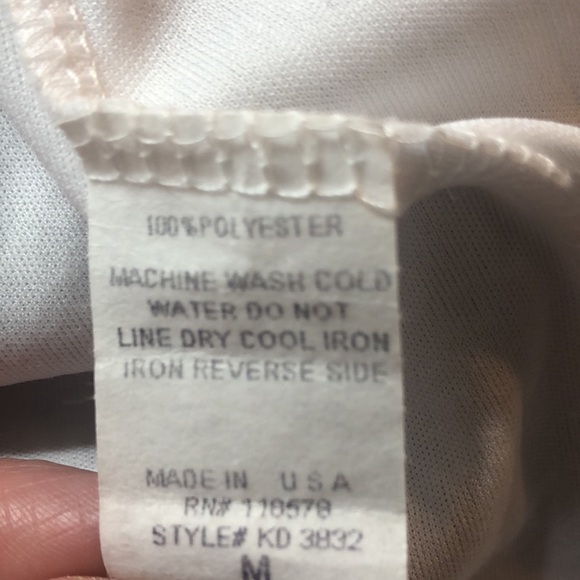 100%POLYESTER
MACHINE WASH COLD
WATER DO NOT
LINE DRY COOL IRON
IRON REVERSE SIDE
MADE IN U S A
RN# 110578
STYLE# KD 3832
M